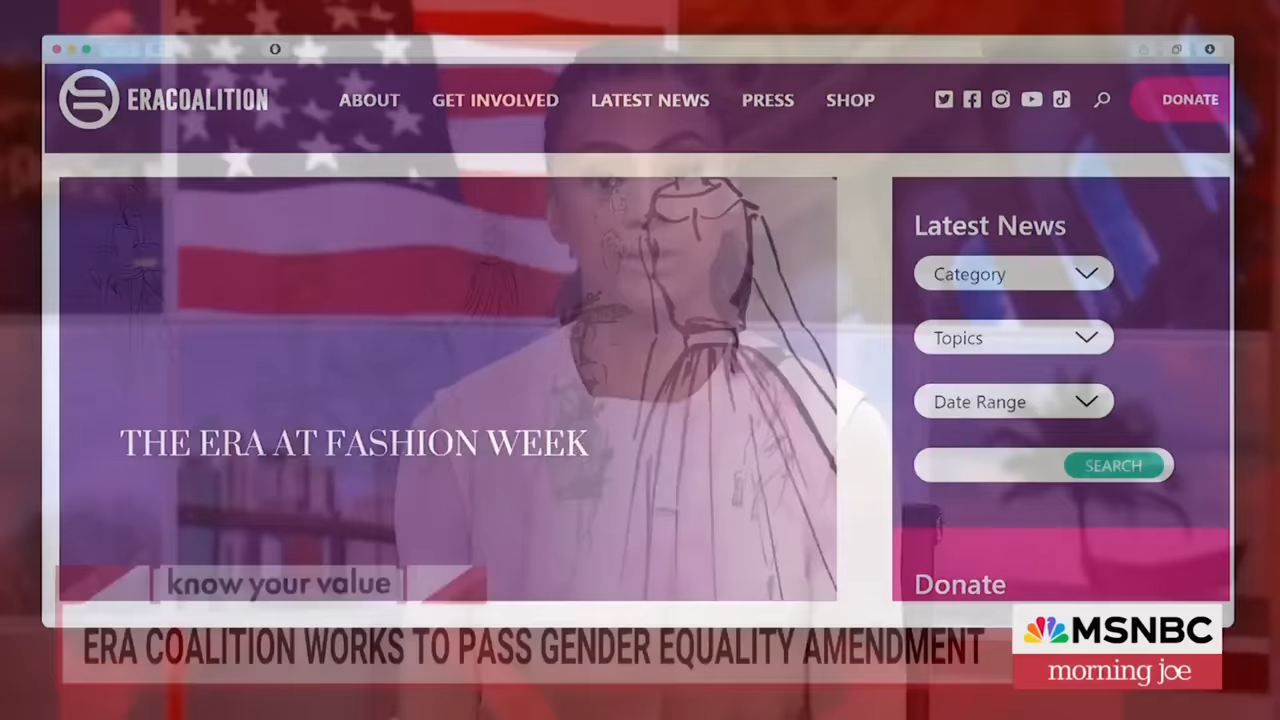 ERACOALITION
ABOUT
GET INVOLVED
LATEST NEWS
PRESS
SHOP
DONATE
Latest News
Category
Topics
Date Range
SEARCH
THE ERA AT FASHION WEEK
Donate
know your value
ERA COALITION WORKS TO PASS GENDER EQUALITY AMENDMENT
MSNBC
morning joe